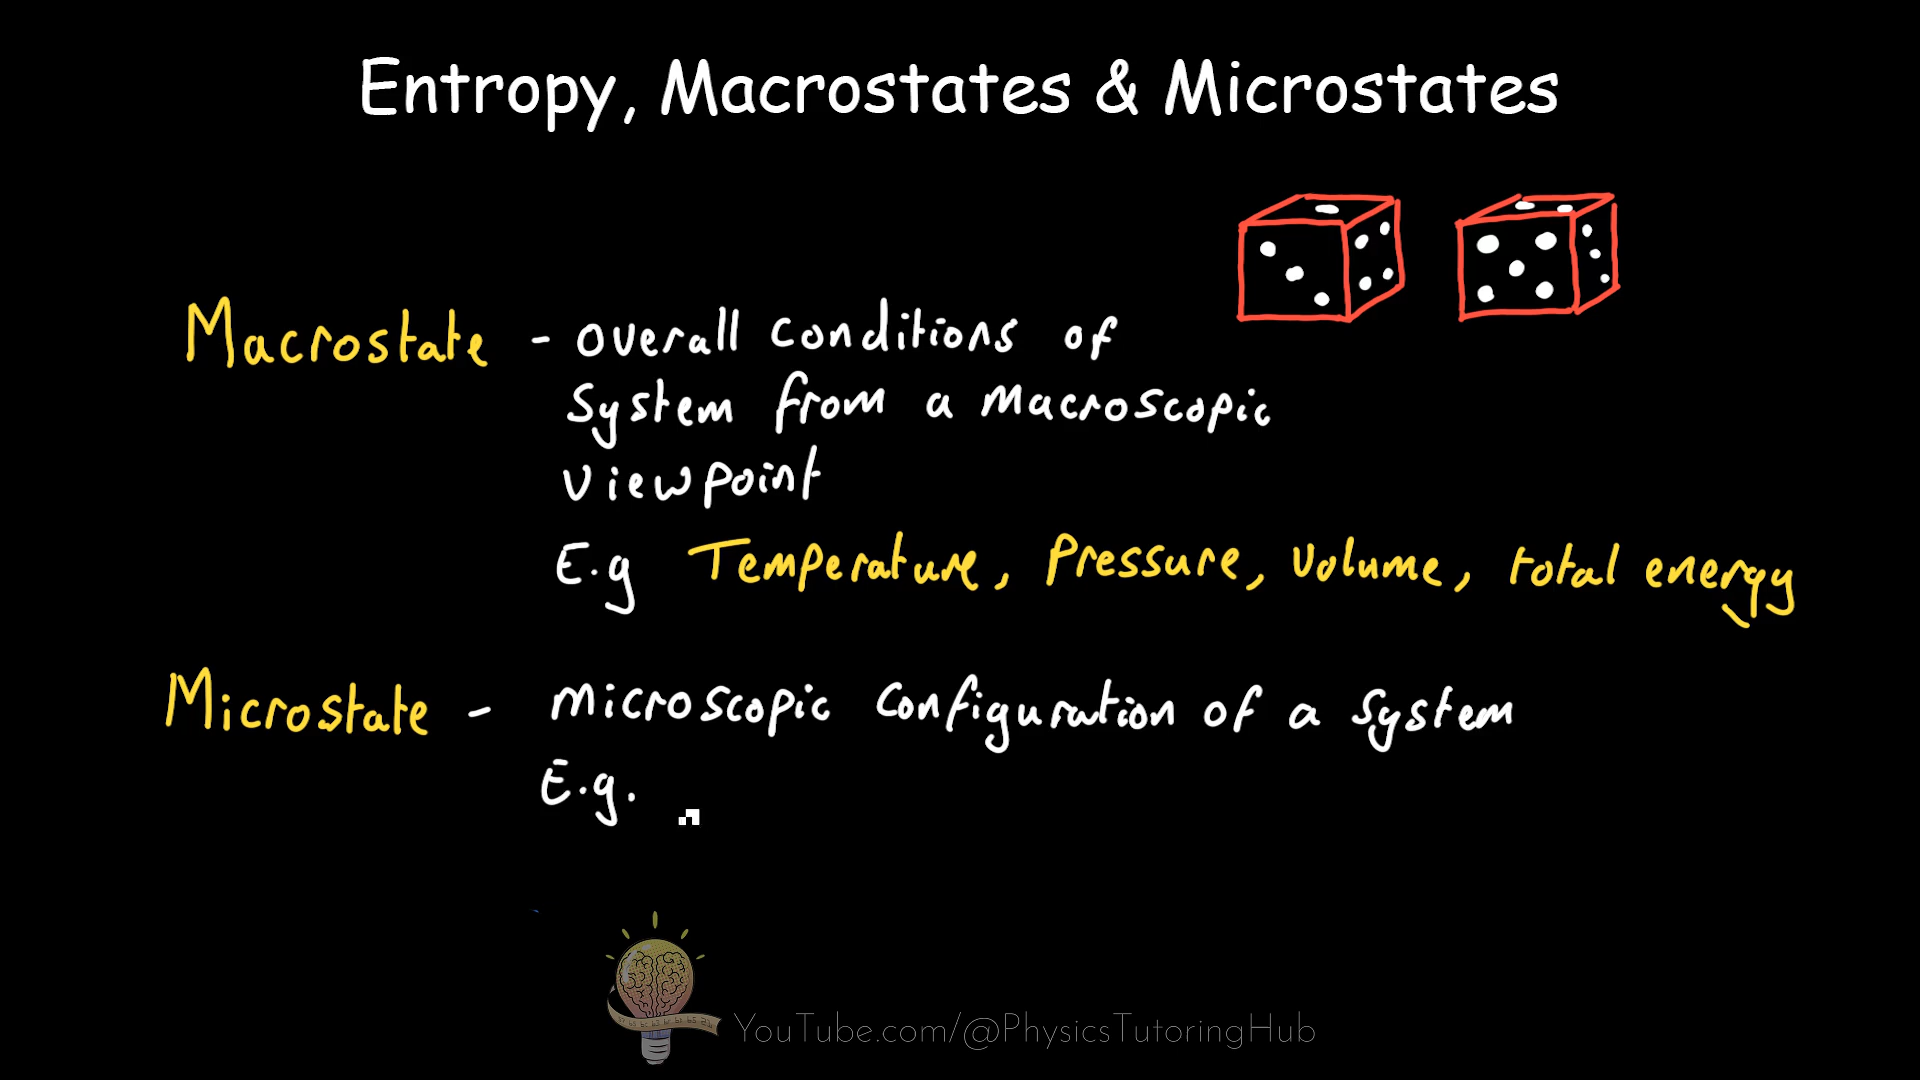 Entropy, Macrostates & Microstates
Macrostate - overall conditions of
system from a macroscopic
viewpoint
E.g Temperature, Pressure, volume, total energy
Microstate - microscopic configuration of a system
E.g.
YouTube.com/@PhysicsTutoringHub